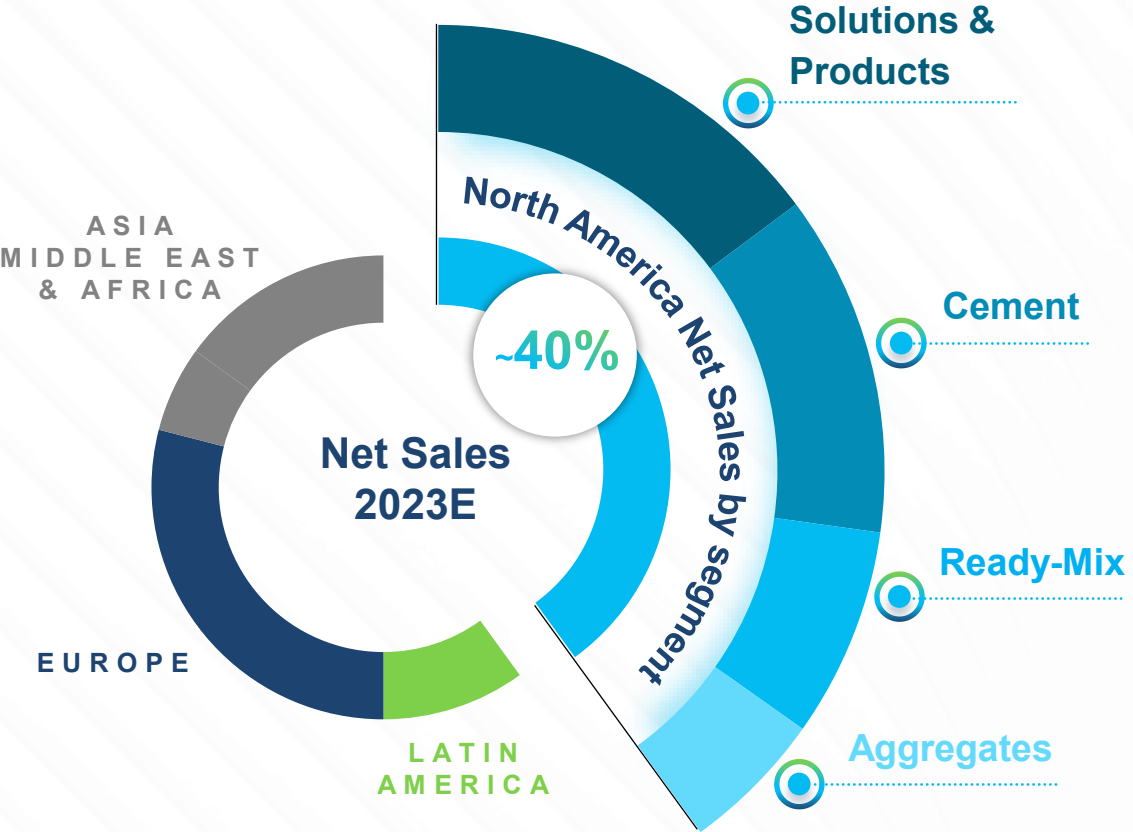 Solutions &
Products
North America Net Sales by segment
ASIA
MIDDLE EAST
& AFRICA
~40%
Cement
Net Sales
2023E
Ready-Mix
EUROPE
LATIN
AMERICA
Aggregates